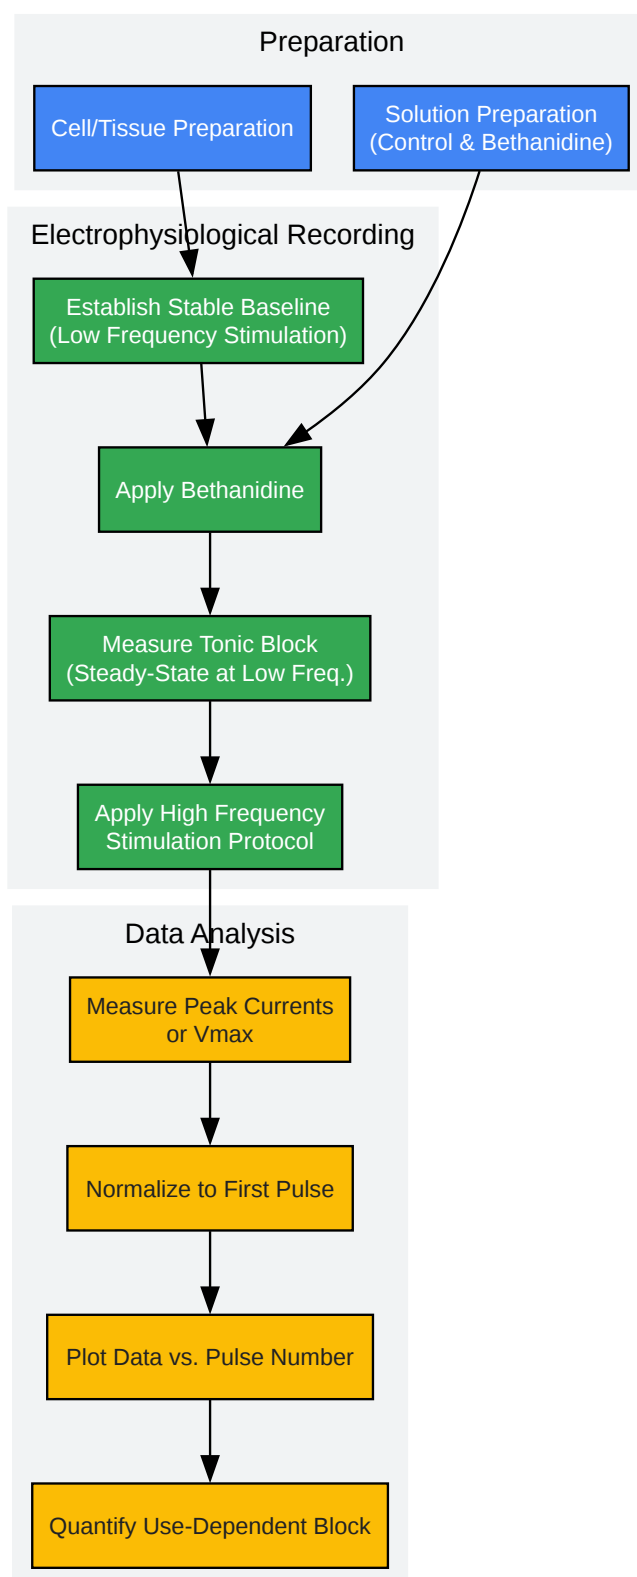 Preparation
Cell/Tissue Preparation
Solution Preparation
(Control & Bethanidine)
Electrophysiological Recording
Establish Stable Baseline
(Low Frequency Stimulation)
Apply Bethanidine
Measure Tonic Block
(Steady-State at Low Freq.)
Apply High Frequency
Stimulation Protocol
Data Analysis
Measure Peak Currents
or Vmax
Normalize to First Pulse
Plot Data vs. Pulse Number
Quantify Use-Dependent Block